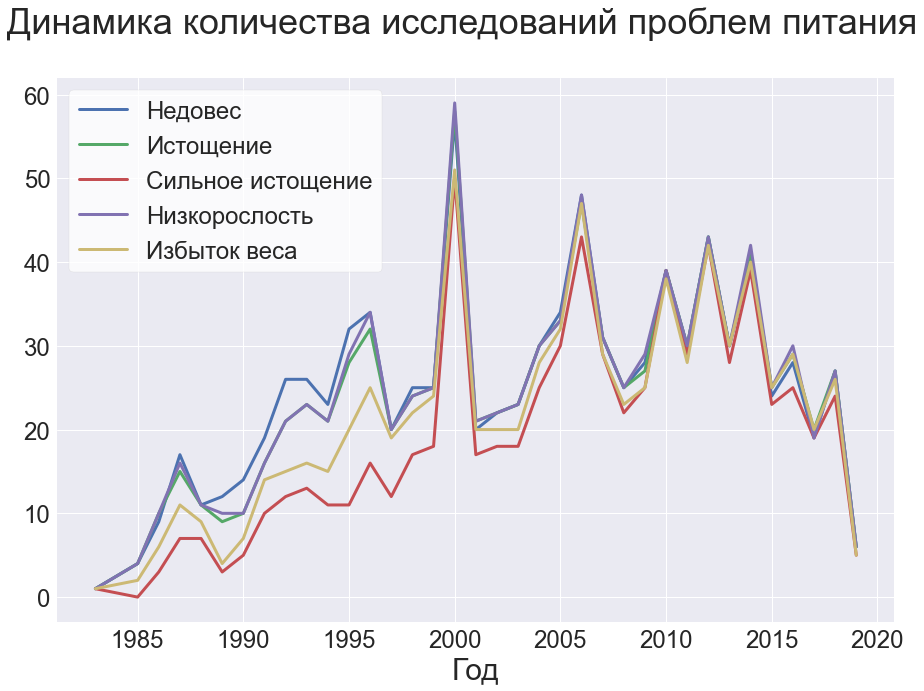 Динамика количества исследований проблем питания
Недовес
Истощение
Сильное истощение
Низкорослость
Избыток веса
60
50
40
30
20
10
0
1985 1990 1995 2000 2005 2010 2015 2020
Год